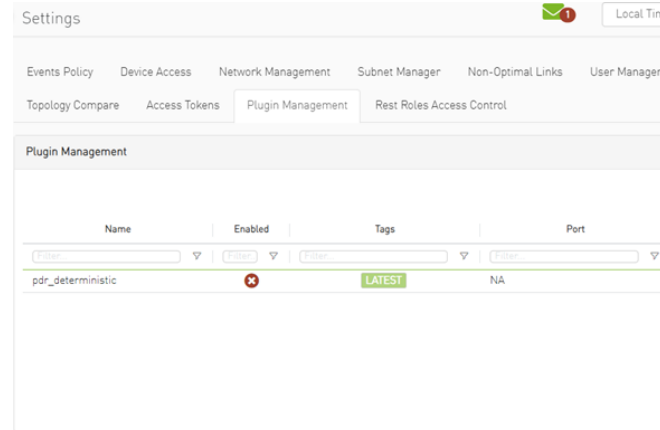 Settings
1
Local Tim
Events Policy Device Access Network Management Subnet Manager Non-Optimal Links User Manager
Topology Compare Access Tokens Plugin Management Rest Roles Access Control
Plugin Management
Name Enabled Tags Port
Filter... Filter... Filter... Filter...
pdr_deterministic LATEST NA